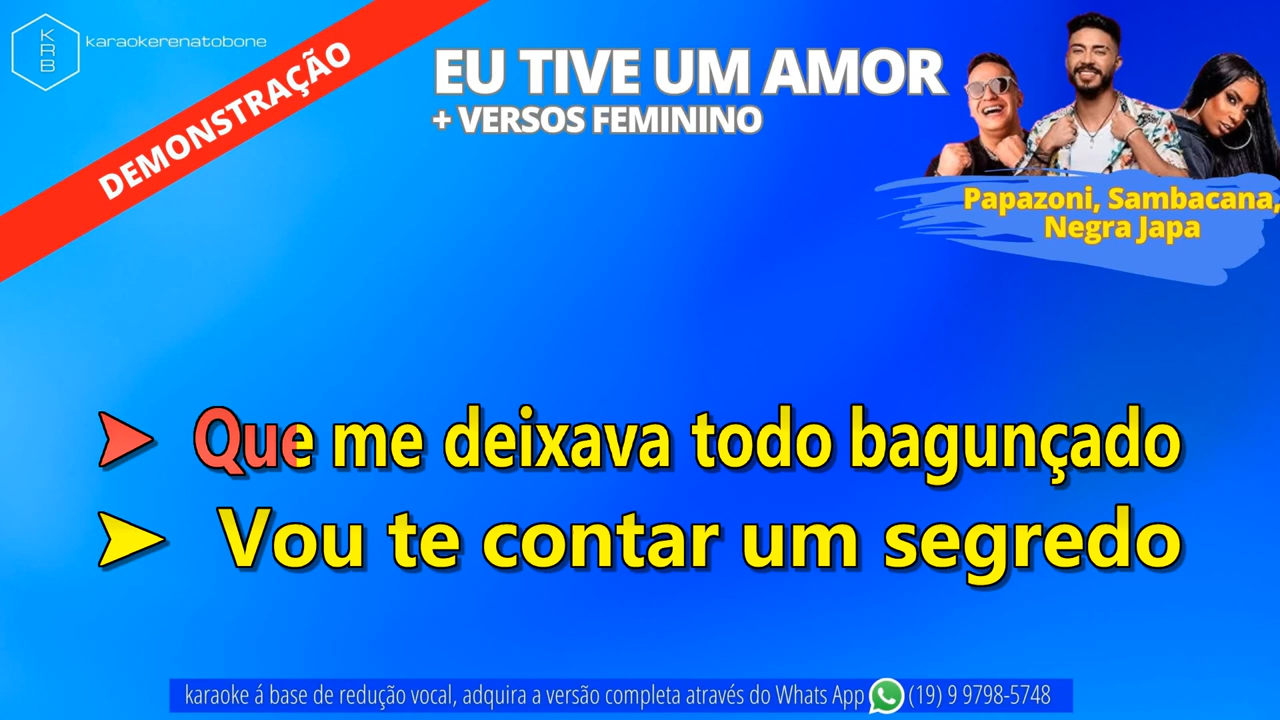 KRB
karaokerenatobone
DEMONSTRAÇÃO
EU TIVE UM AMOR
+ VERSOS FEMININO
Papazoni, Sambacana,
Negra Japa
➤ Que me deixava todo bagunçado
➤ Vou te contar um segredo
karaoke á base de redução vocal, adquira a versão completa através do Whats App (19) 9 9798-5748